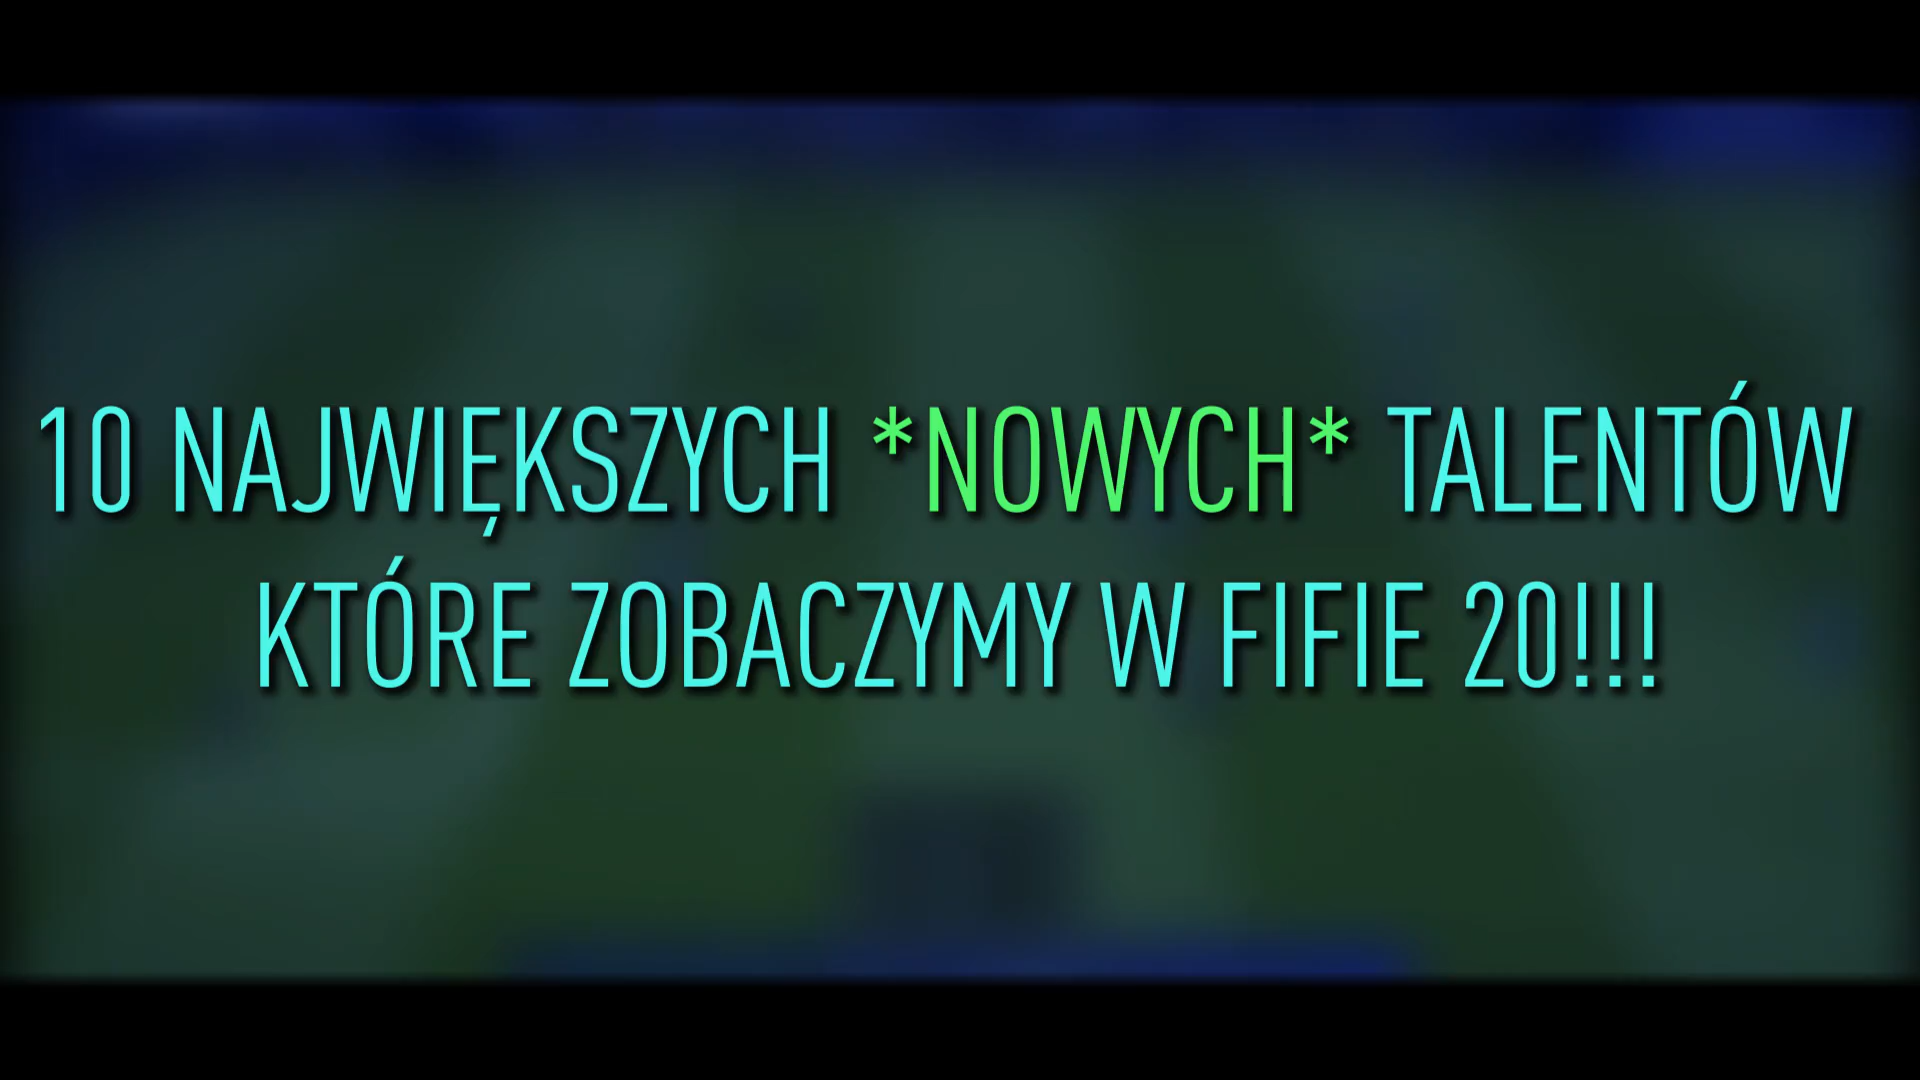 10 NAJWIĘKSZYCH *NOWYCH* TALENTÓW
KTÓRE ZOBACZYMY W FIFIE 20!!!